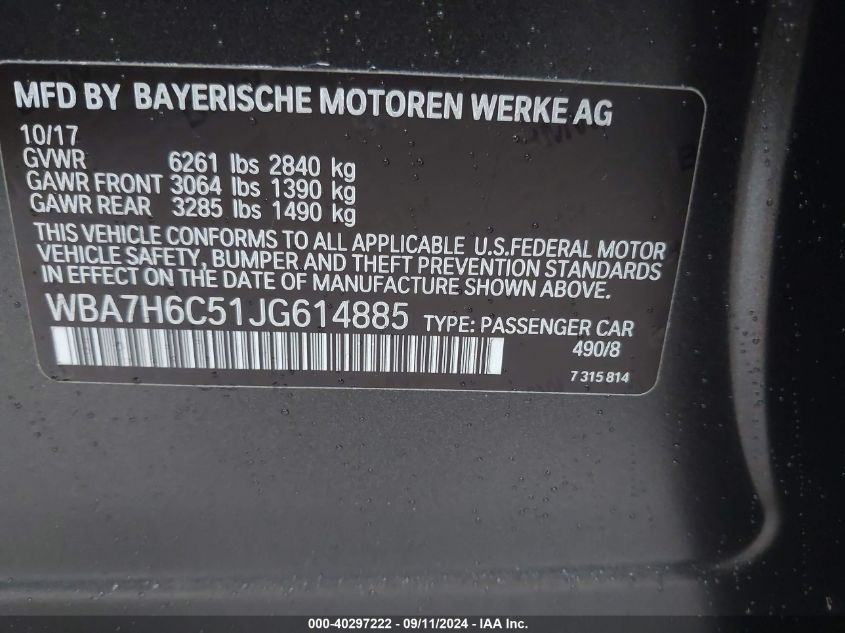 MFD BY BAYERISCHE MOTOREN WERKE AG
10/17
GVWR 6261 lbs 2840 kg
GAWR FRONT 3064 lbs 1390 kg
GAWR REAR 3285 lbs 1490 kg
THIS VEHICLE CONFORMS TO ALL APPLICABLE U.S.FEDERAL MOTOR
VEHICLE SAFETY, BUMPER AND THEFT PREVENTION STANDARDS
IN EFFECT ON THE DATE OF MANUFACTURE SHOWN ABOVE.
WBA7H6C51JG614885 TYPE: PASSENGER CAR
490/8
7 315 814
000-40297222 - 09/11/2024 - IAA Inc.